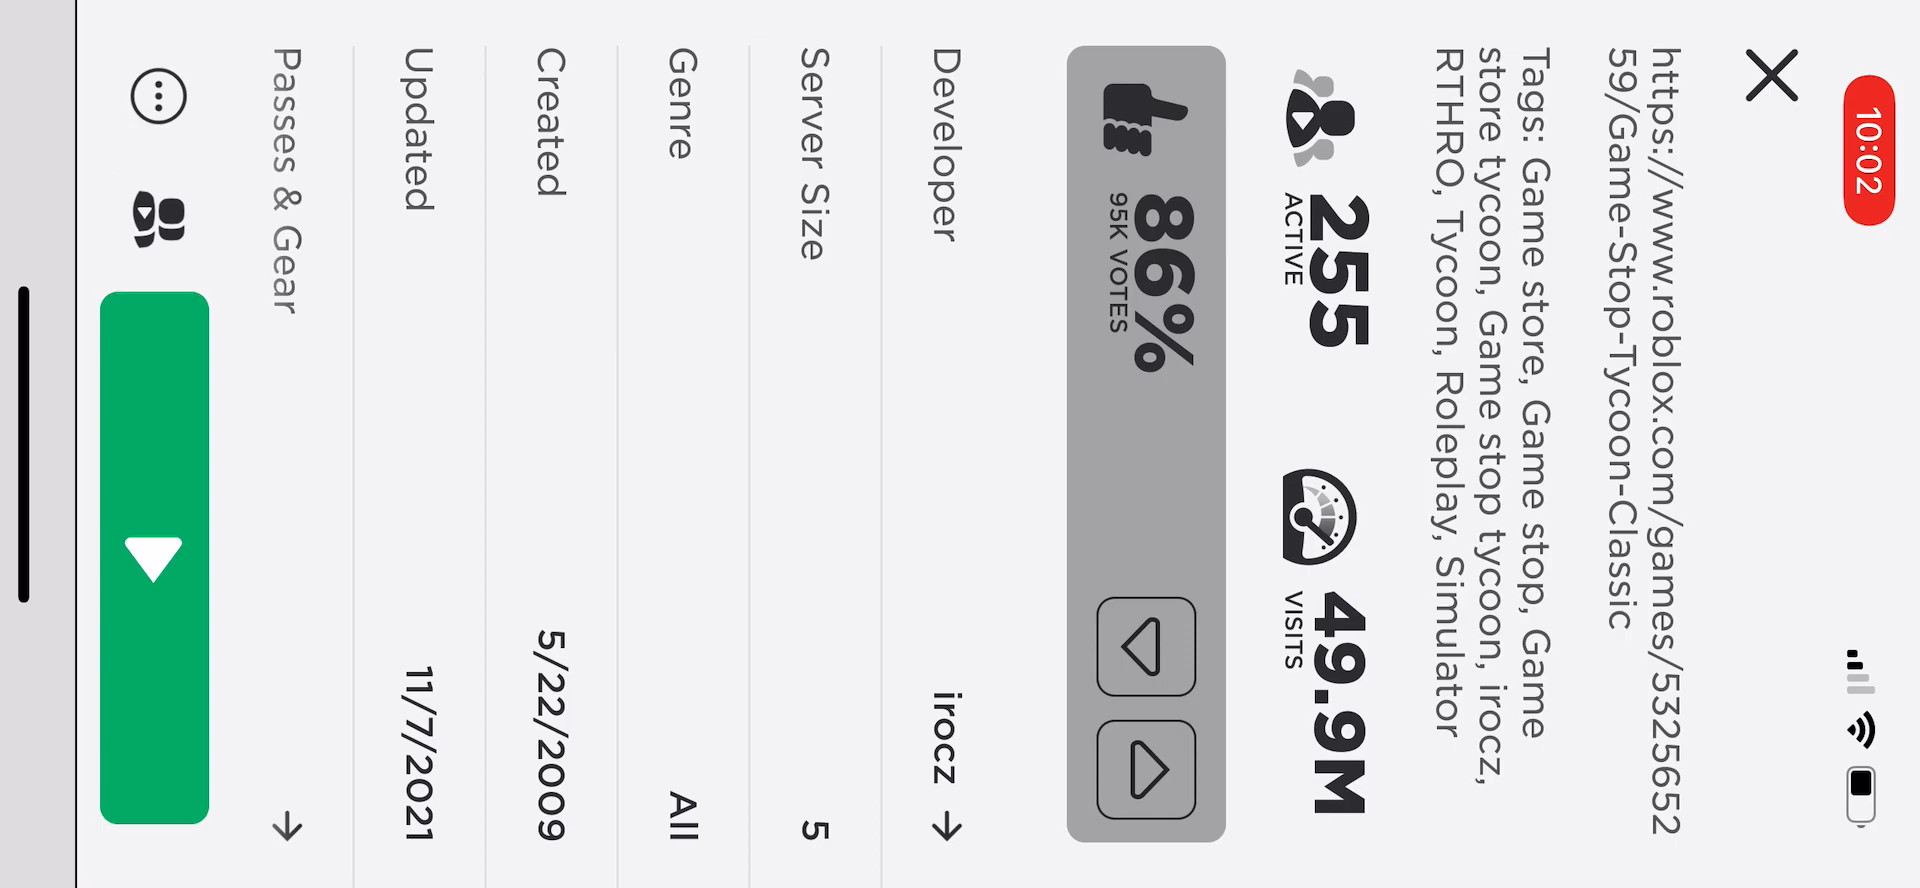 10:02
https://www.roblox.com/games/5325652
59/Game-Stop-Tycoon-Classic
Tags: Game store, Game stop, Game
store tycoon, Game stop tycoon, irocz,
RTHRO, Tycoon, Roleplay, Simulator
255
ACTIVE
49.9M
VISITS
86%
95K VOTES
Developer irocz
Server Size 5
Genre All
Created 5/22/2009
Updated 11/7/2021
Passes & Gear